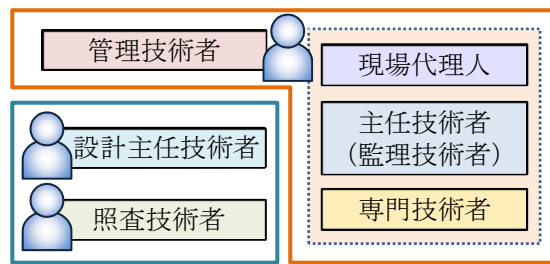 管理技術者
現場代理人
主任技術者
（監理技術者）
専門技術者
設計主任技術者
照査技術者